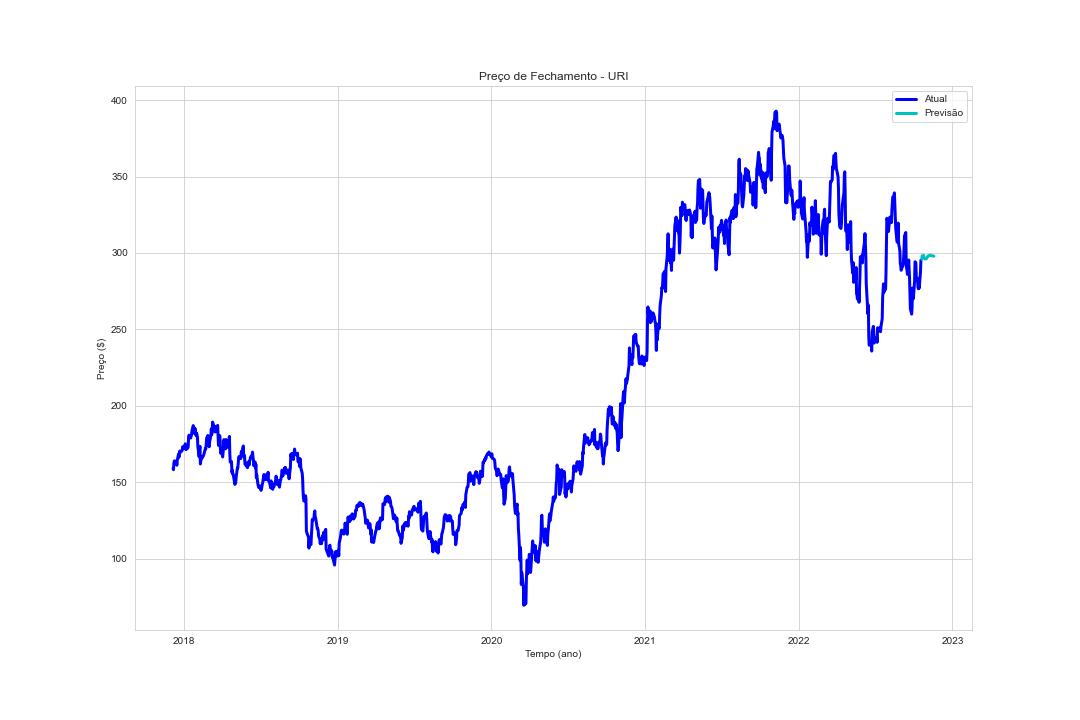 Preço de Fechamento - URI
Atual
Previsão
400
350
300
250
200
150
100
Preço ($)
2018
2019
2020
2021
2022
2023
Tempo (ano)